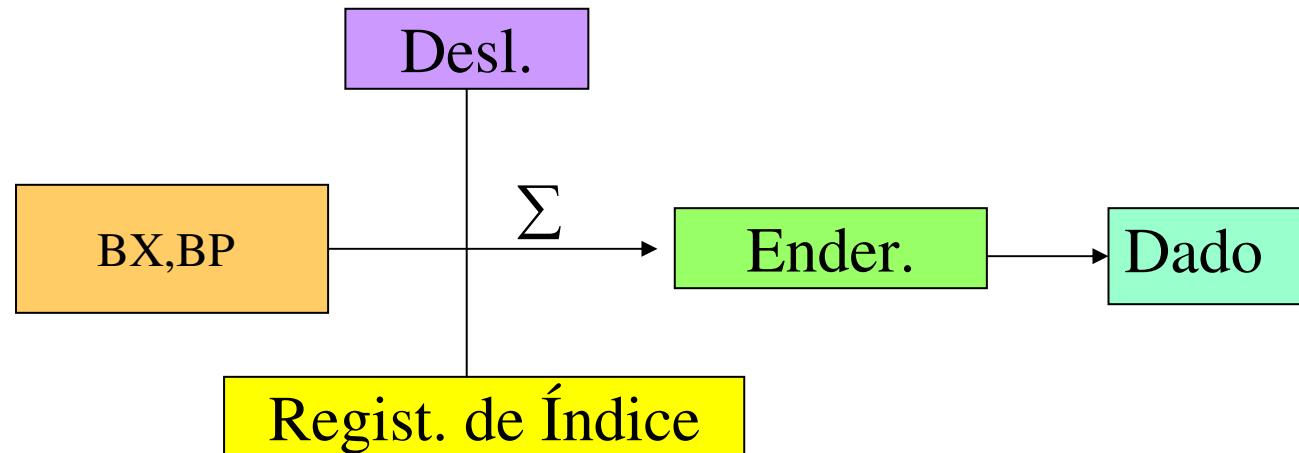 Desl.
BX,BP
∑
Ender.
Dado
Regist. de Índice